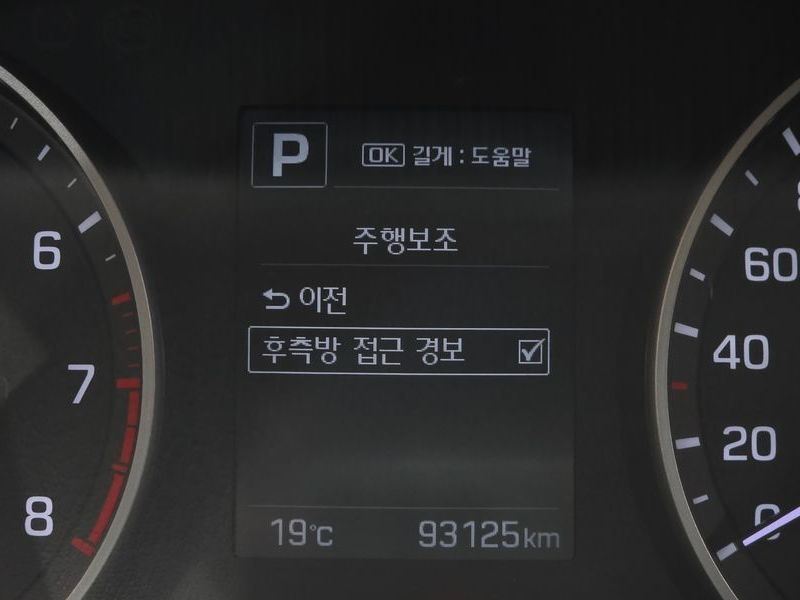 P
OK 길게 : 도움말
주행보조
이전
후측방 접근 경보
19°C 93125km
6
7
8
60
40
20
0